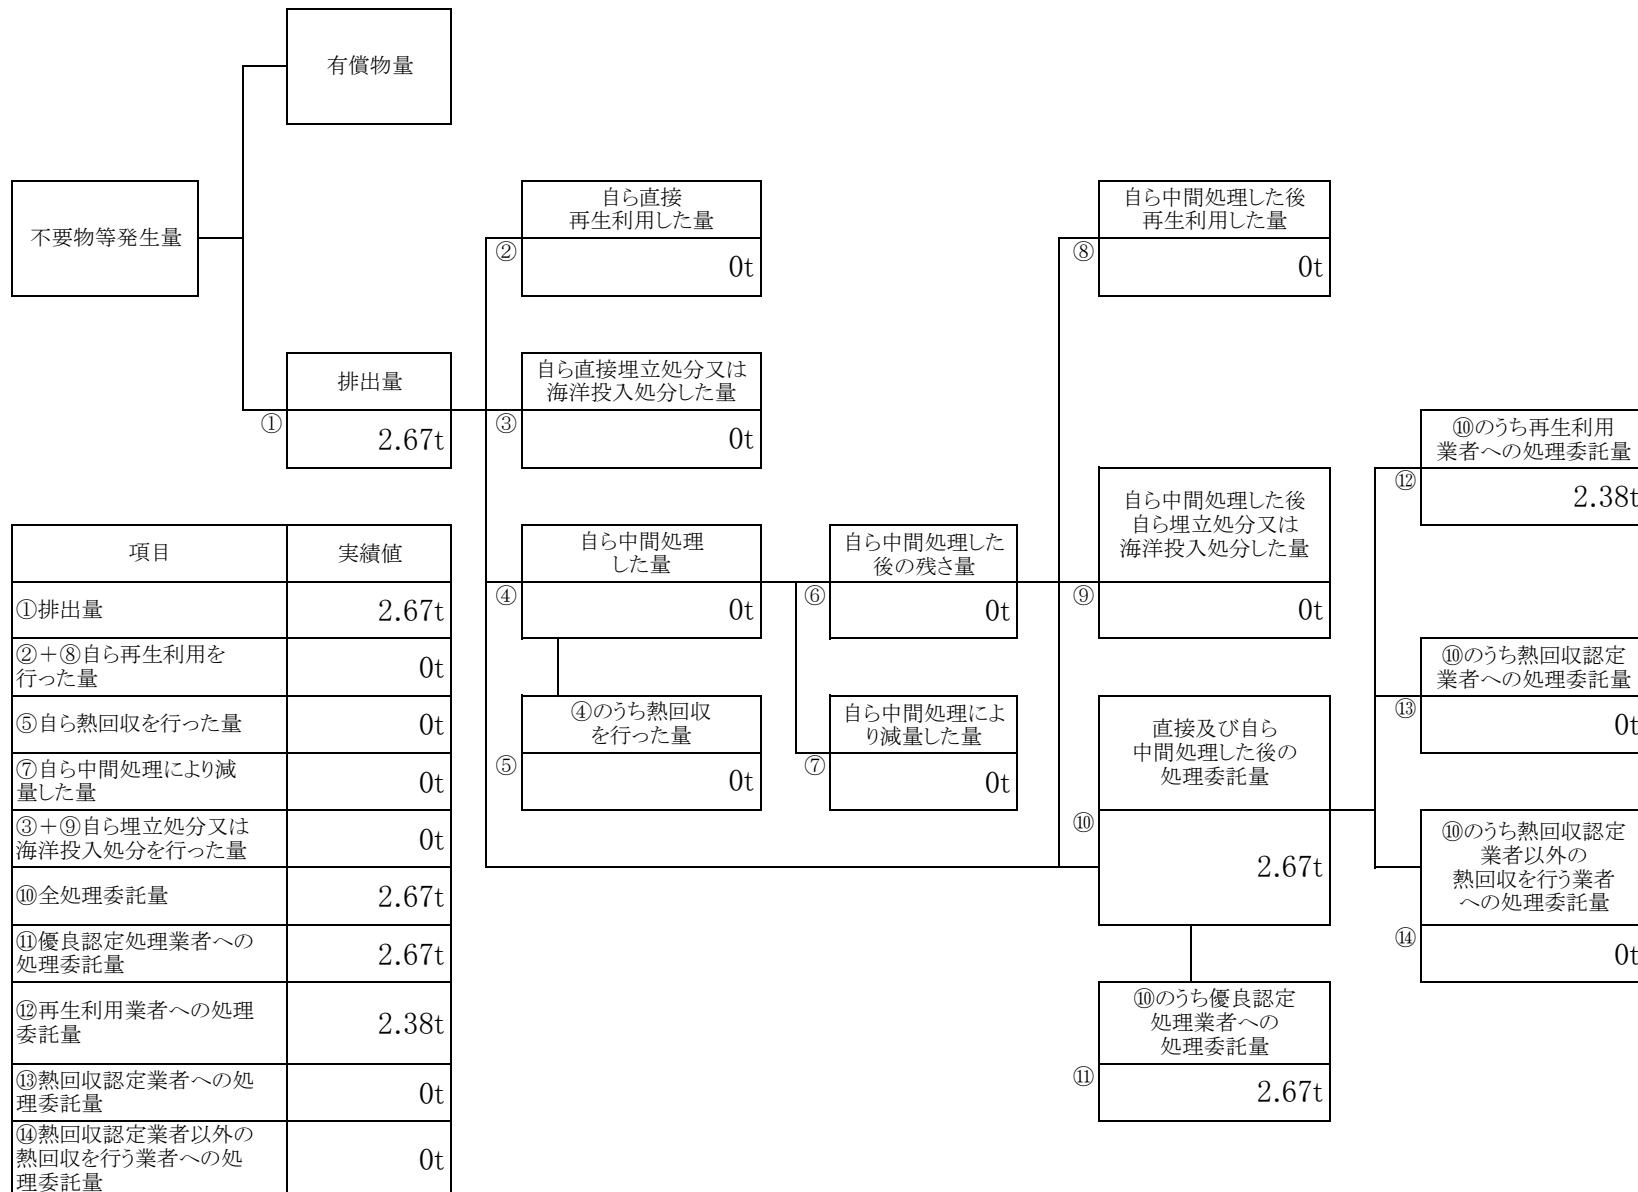 有償物量
不要物等発生量
自ら直接
再生利用した量
②
0t
自ら中間処理した後
再生利用した量
⑧
0t
排出量
①
2.67t
自ら直接埋立処分又は
海洋投入処分した量
③
0t
⑩のうち再生利用
業者への処理委託量
⑫
2.38t
自ら中間処理
した量
④
0t
自ら中間処理した
後の残さ量
⑥
0t
自ら中間処理した後
自ら埋立処分又は
海洋投入処分した量
⑨
0t
⑩のうち熱回収認定
業者への処理委託量
⑬
0t
④のうち熱回収
を行った量
⑤
0t
自ら中間処理によ
り減量した量
⑦
0t
直接及び自ら
中間処理した後の
処理委託量
⑩
2.67t
⑩のうち熱回収認定
業者以外の
熱回収を行う業者
への処理委託量
⑭
0t
⑩のうち優良認定
処理業者への
処理委託量
⑪
2.67t
項目 実績値
①排出量 2.67t
②＋⑧自ら再生利用を
行った量 0t
⑤自ら熱回収を行った量 0t
⑦自ら中間処理により減
量した量 0t
③＋⑨自ら埋立処分又は
海洋投入処分を行った量 0t
⑩全処理委託量 2.67t
⑪優良認定処理業者への
処理委託量 2.67t
⑫再生利用業者への処理
委託量 2.38t
⑬熱回収認定業者への処
理委託量 0t
⑭熱回収認定業者以外の
熱回収を行う業者への処
理委託量 0t